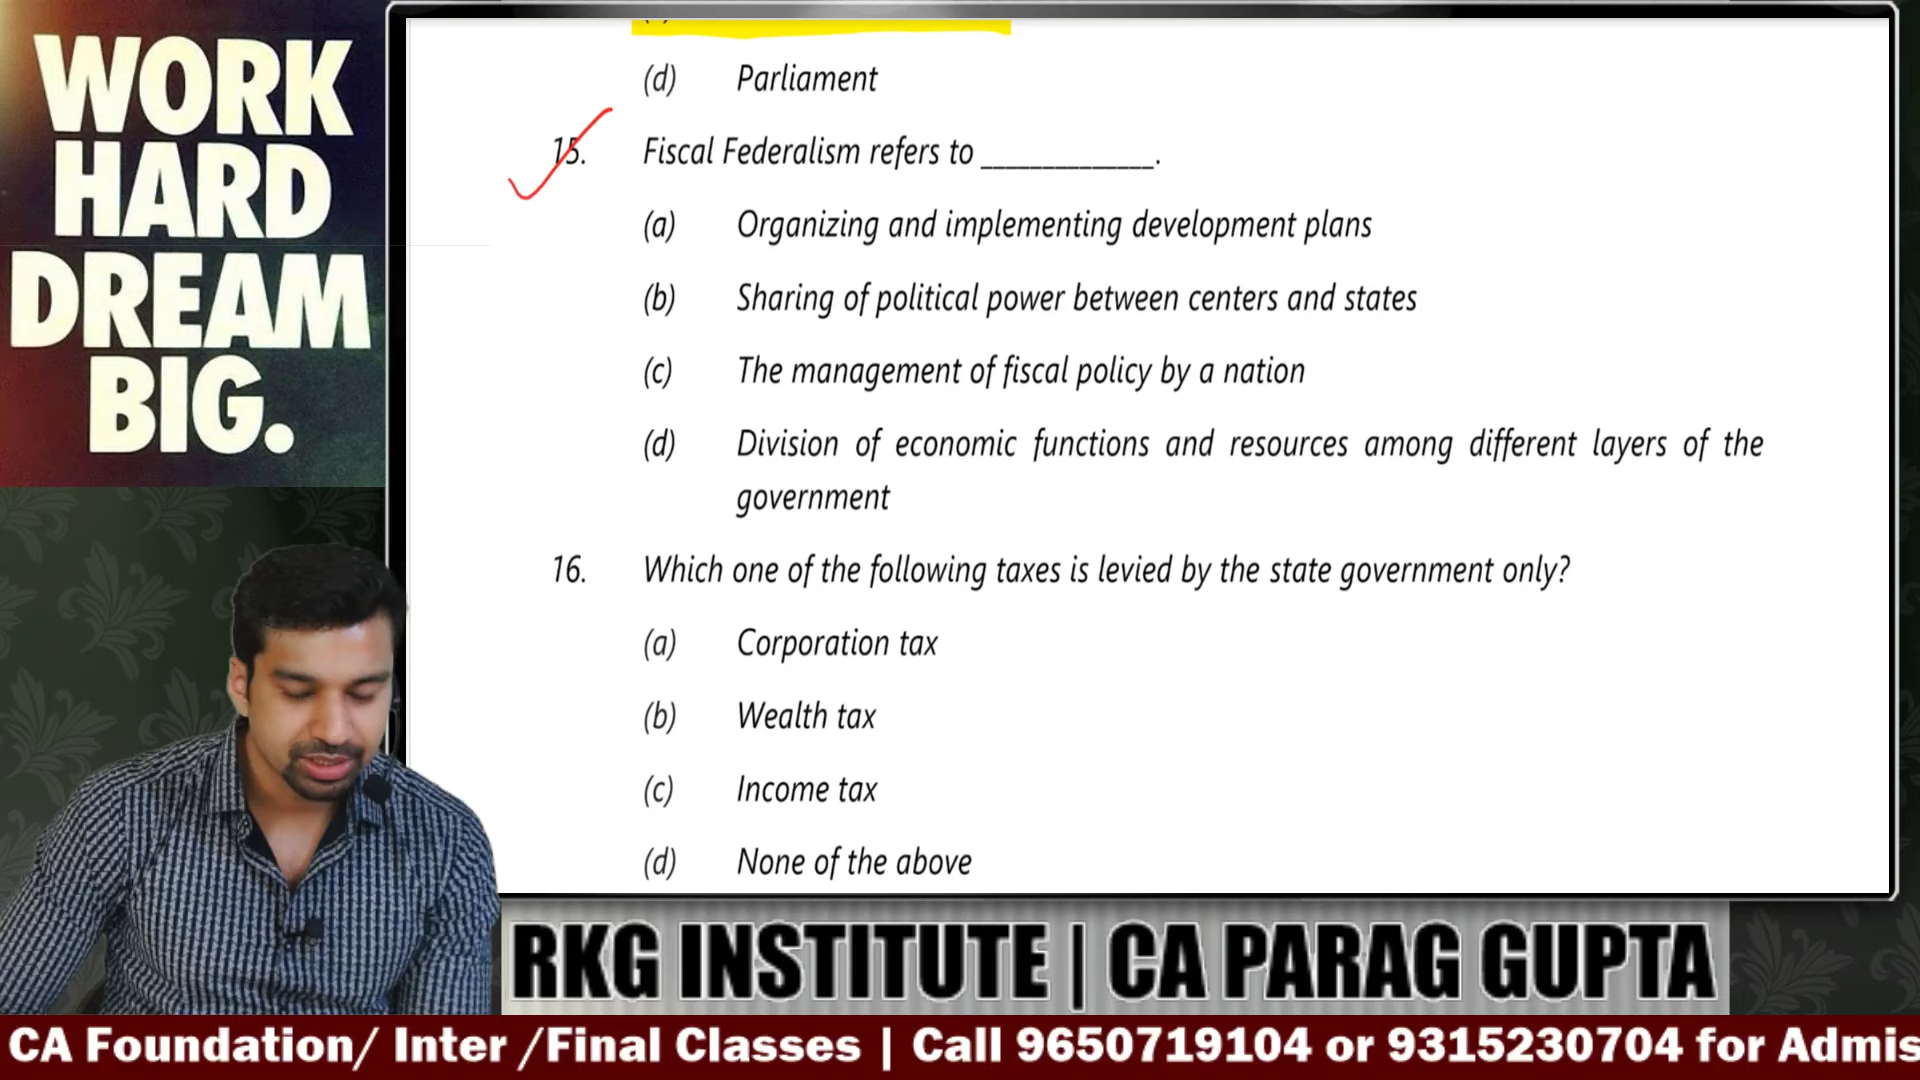 WORK
HARD
DREAM
BIG.
(d) Parliament
15. Fiscal Federalism refers to ______________.
(a) Organizing and implementing development plans
(b) Sharing of political power between centers and states
(c) The management of fiscal policy by a nation
(d) Division of economic functions and resources among different layers of the
government
16. Which one of the following taxes is levied by the state government only?
(a) Corporation tax
(b) Wealth tax
(c) Income tax
(d) None of the above
RKG INSTITUTE | CA PARAG GUPTA
CA Foundation/ Inter /Final Classes | Call 9650719104 or 9315230704 for Admis